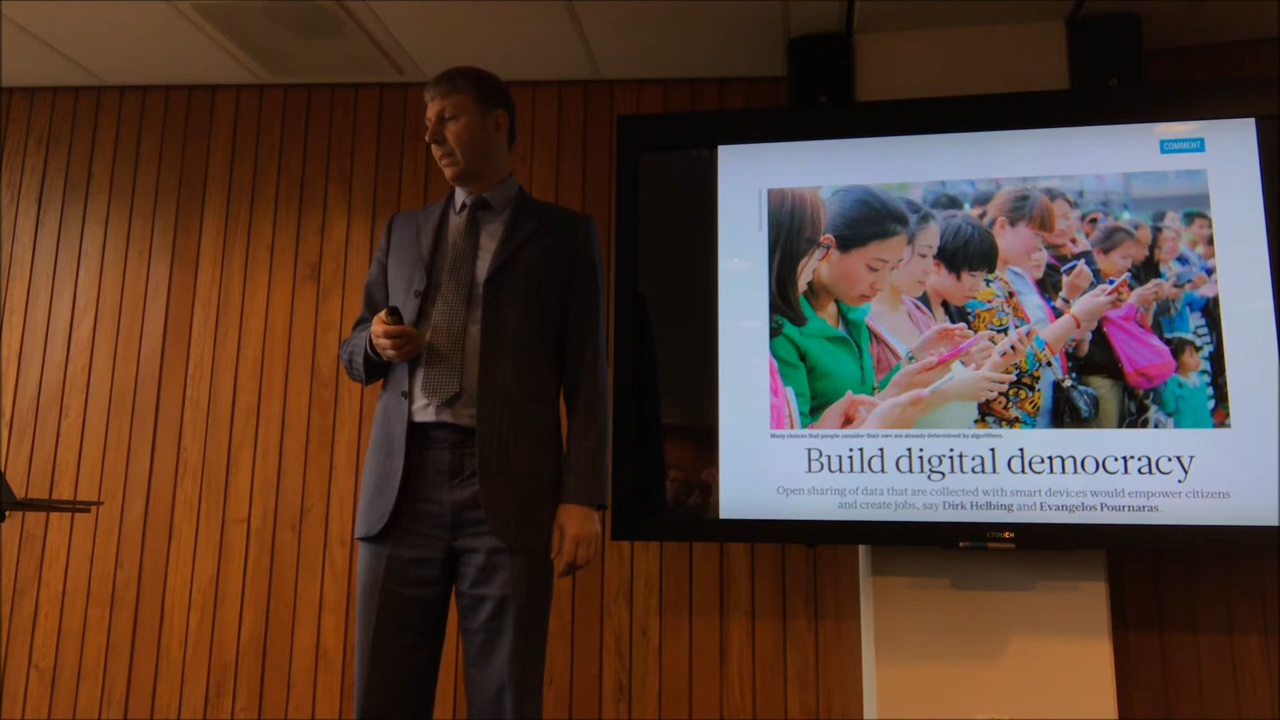 COMMENT
Many choices that people consider their own are already determined by algorithms.
Build digital democracy
Open sharing of data that are collected with smart devices would empower citizens
and create jobs, say Dirk Helbing and Evangelos Pournaras.
CTOUCH